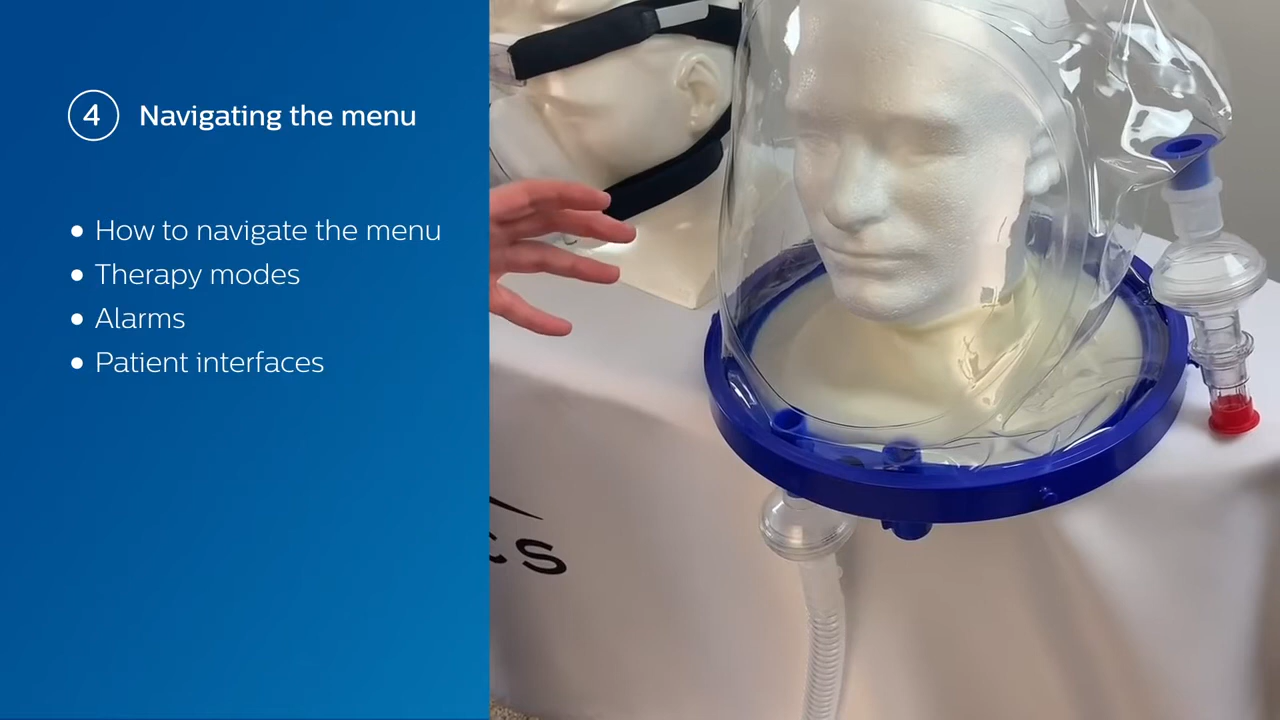 4 Navigating the menu
• How to navigate the menu
• Therapy modes
• Alarms
• Patient interfaces